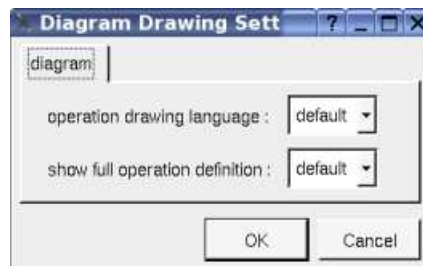 Diagram Drawing Sett
diagram
operation drawing language : default
show full operation definition : default
OK Cancel